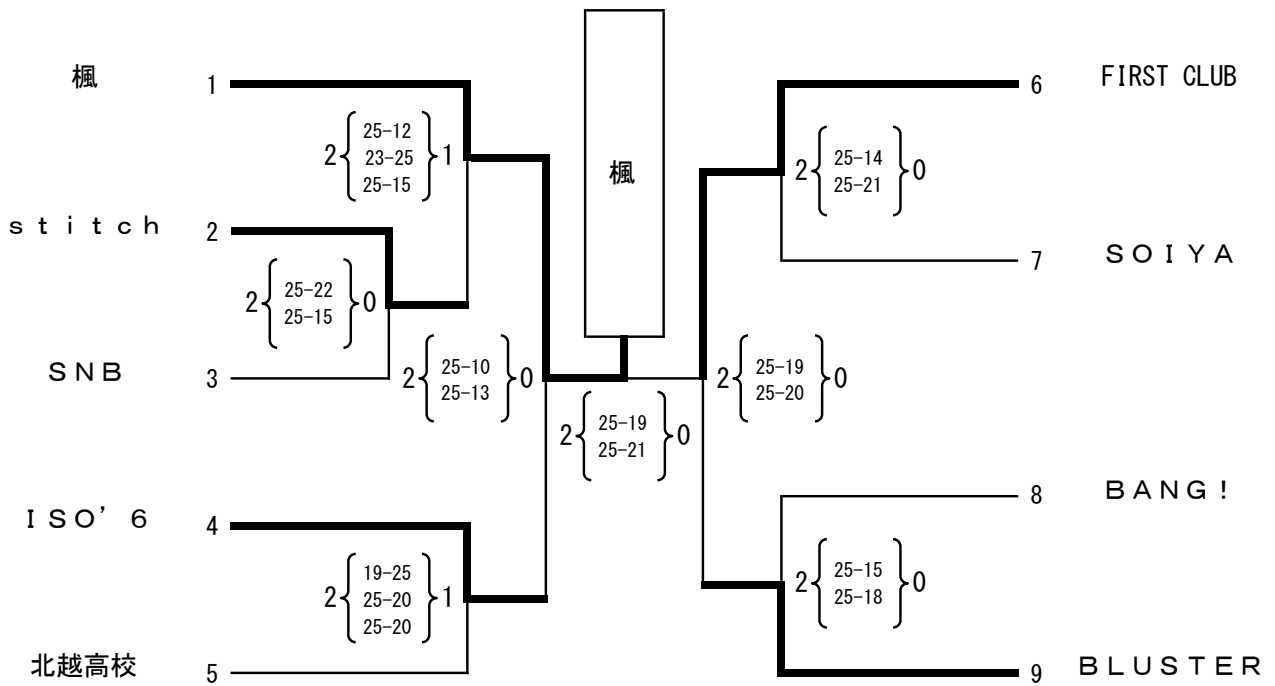 楓 1
2 25-12 1
23-25
25-15
ｓｔｉｔｃｈ 2
2 25-22 0
25-15
ＳＮＢ 3
2 25-10 0
25-13
ＩＳＯ’６ 4
2 19-25 1
25-20
25-20
北越高校 5
楓
2 25-19 0
25-21
6 FIRST CLUB
2 25-14 0
25-21
7 ＳＯＩＹＡ
2 25-19 0
25-20
8 ＢＡＮＧ！
2 25-15 0
25-18
9 ＢＬＵＳＴＥＲ